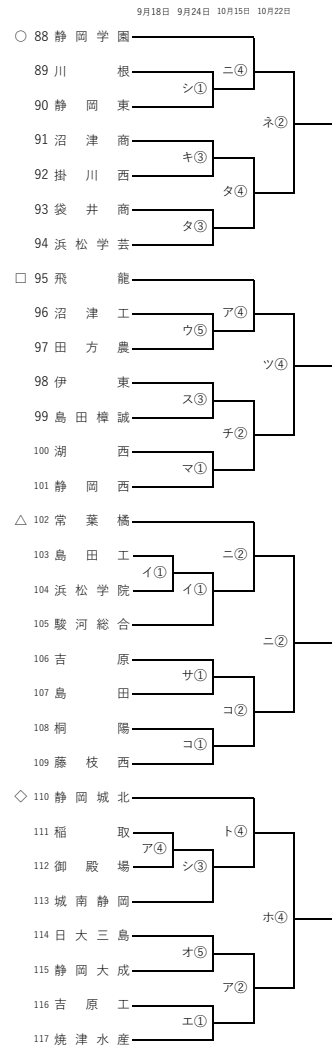 9月18日 9月24日 10月15日 10月22日
○ 88 静岡学園
ニ④
89 川根
シ①
90 静岡東
ネ②
91 沼津商
キ③
92 掛川西
タ④
93 袋井商
タ③
94 浜松学芸
□ 95 飛龍
96 沼津工
ア④
ウ⑤
97 田方農
ツ④
98 伊東
ス③
99 島田樟誠
チ②
100 湖西
マ①
101 静岡西
△ 102 常葉橘
103 島田工
ニ②
イ①
104 浜松学院
イ①
105 駿河総合
ニ②
106 吉原
サ①
107 島田
コ②
108 桐陽
コ①
109 藤枝西
◇ 110 静岡城北
111 稲取
ト④
ア④
112 御殿場
シ③
113 城南静岡
ホ④
114 日大三島
オ⑤
115 静岡大成
ア②
116 吉原工
エ①
117 焼津水産